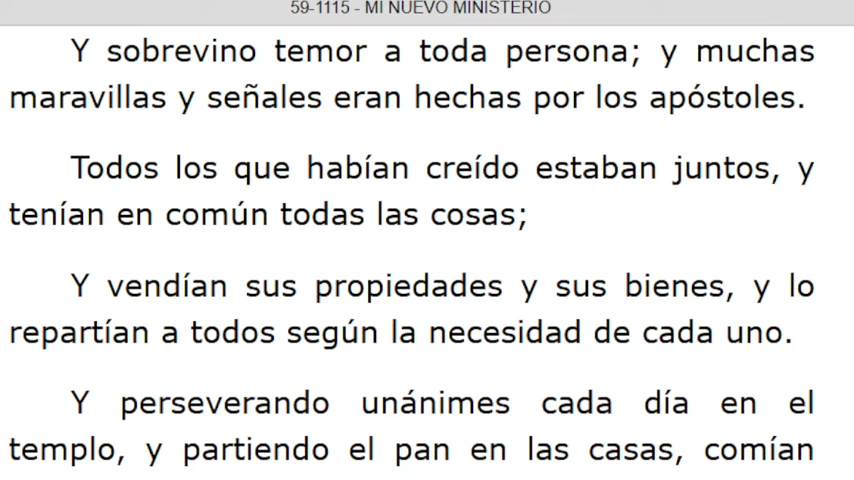 59-1115 - MI NUEVO MINISTERIO
Y sobrevino temor a toda persona; y muchas
maravillas y señales eran hechas por los apóstoles.
Todos los que habían creído estaban juntos, y
tenían en común todas las cosas;
Y vendían sus propiedades y sus bienes, y lo
repartían a todos según la necesidad de cada uno.
Y perseverando unánimes cada día en el
templo, y partiendo el pan en las casas, comían